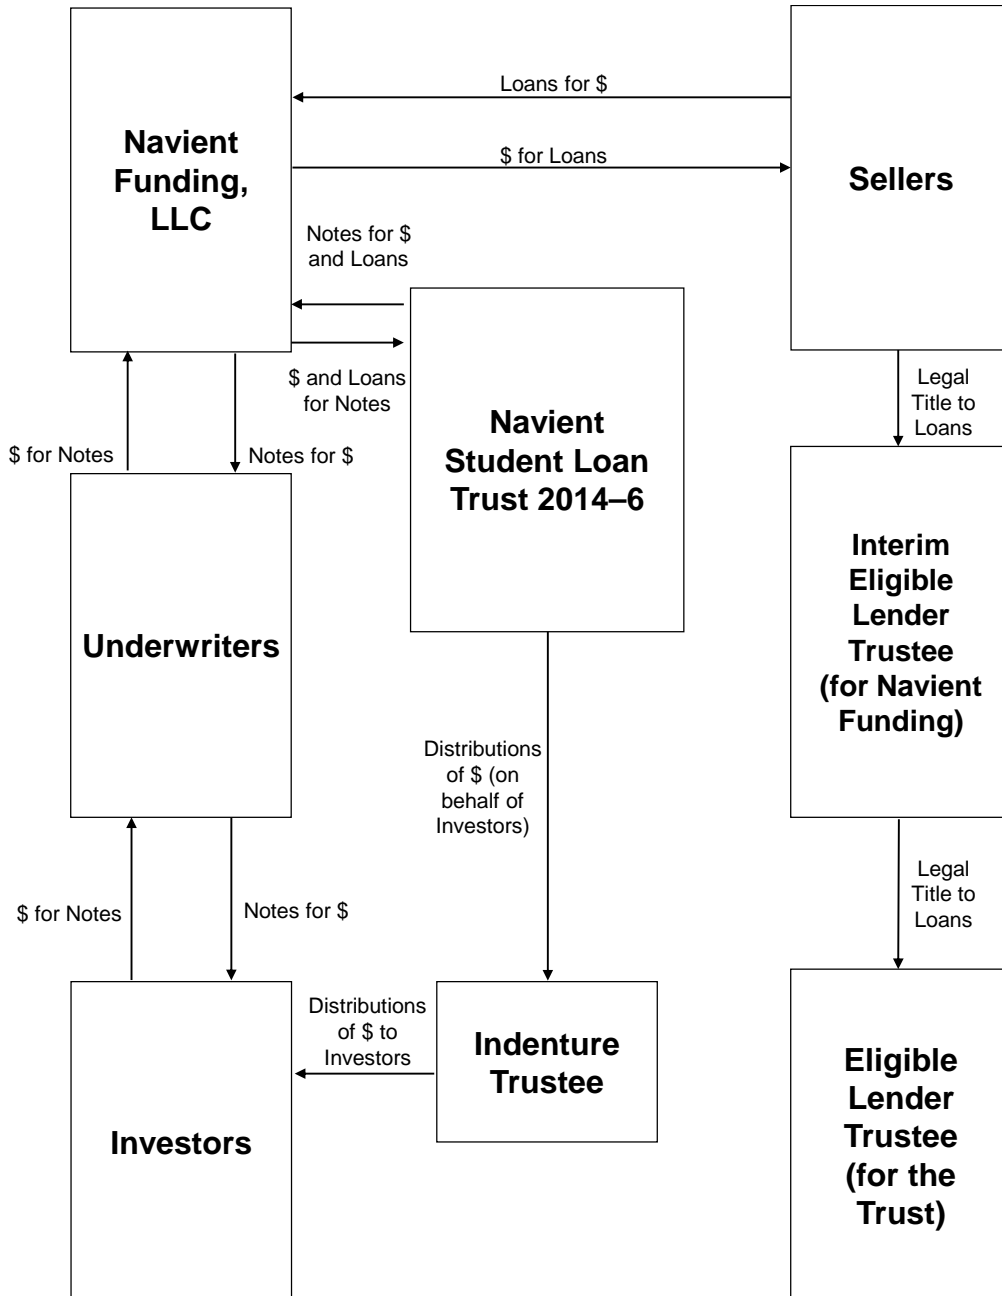 Loans for $
Navient
Funding,
LLC
$ for Loans
Sellers
Notes for $
and Loans
$ and Loans
for Notes
Legal
Title to
Loans
Navient
Student Loan
Trust 2014–6
$ for Notes
Notes for $
Interim
Eligible
Lender
Trustee
(for Navient
Funding)
Underwriters
Distributions
of $ (on
behalf of
Investors)
Legal
Title to
Loans
$ for Notes
Notes for $
Distributions
of $ to
Investors
Indenture
Trustee
Investors
Eligible
Lender
Trustee
(for the
Trust)